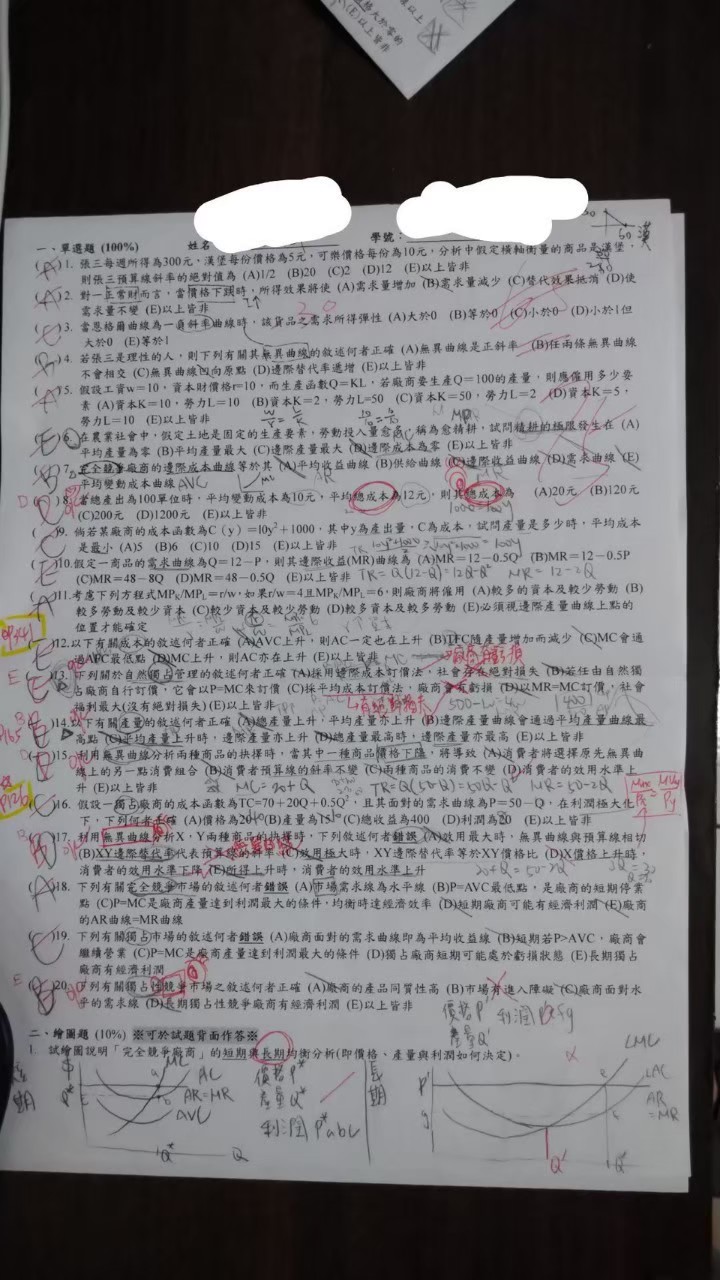 一、單選題 (100%) 姓名 學號：
1. 張三每週所得為300元，漢堡每份價格為5元，可樂價格每份為10元，分析中假定橫軸衡量的商品是漢堡，
則張三預算線斜率的絕對值為 (A)1/2 (B)20 (C)2 (D)12 (E)以上皆非
2. 對一正常財而言，當價格下跌時，所得效果將使 (A)需求量增加 (B)需求量減少 (C)替代效果抵消 (D)使
需求量不變 (E)以上皆非
3. 當恩格爾曲線為一負斜率曲線時，該貨品之需求所得彈性 (A)大於0 (B)等於0 (C)小於0 (D)小於1但
大於0 (E)等於1
4. 若張三是理性的人，則下列有關其無異曲線的敘述何者正確 (A)無異曲線是正斜率 (B)任兩條無異曲線
不會相交 (C)無異曲線凹向原點 (D)邊際替代率遞增 (E)以上皆非
5. 假設工資w=10，資本財價格r=10，而生產函數Q=KL，若廠商要生產Q=100的產量，則應僱用多少要
素 (A)資本K=10，勞力L=10 (B)資本K=2，勞力L=50 (C)資本K=50，勞力L=2 (D)資本K=5，
勞力L=10 (E)以上皆非
6. 在農業社會中，假定土地是固定的生產要素，勞動投入量愈多，稱為愈精耕，試問精耕的極限發生在 (A)
平均產量為零 (B)平均產量最大 (C)邊際產量最大 (D)邊際成本為零 (E)以上皆非
7. 完全競爭廠商的邊際成本曲線等於其 (A)平均收益曲線 (B)供給曲線 (C)邊際收益曲線 (D)需求曲線 (E)
平均變動成本曲線 AVC
8. 若總產出為100單位時，平均變動成本為10元，平均總成本為12元，則其總成本為 (A)20元 (B)120元
(C)200元 (D)1200元 (E)以上皆非
9. 倘若某廠商的成本函數為C（y）=10y²+1000，其中y為產出量，C為成本，試問產量是多少時，平均成本
是最小 (A)5 (B)6 (C)10 (D)15 (E)以上皆非
10. 假定一商品的需求曲線為Q=12-P，則其邊際收益(MR)曲線為 (A)MR=12-0.5Q (B)MR=12-0.5P
(C)MR=48-8Q (D)MR=48-0.5Q (E)以上皆非 TR=Q(12-Q)=12Q-Q² MR=12-2Q
11. 考慮下列方程式MPₖ/MPₗ=r/w，如果r/w=4且MPₖ/MPₗ=6，則廠商將僱用 (A)較多的資本及較少勞動 (B)
較多勞動及較少資本 (C)較少資本及較少勞動 (D)較多資本及較多勞動 (E)必須視邊際產量曲線上點的
位置才能確定
12. 以下有關成本的敘述何者正確 (A)AVC上升，則AC一定也在上升 (B)TFC隨產量增加而減少 (C)MC會通
過AFC最低點 (D)MC上升，則AC亦在上升 (E)以上皆非
13. 下列關於自然獨占管理的敘述何者正確 (A)採用邊際成本訂價法，社會存在絕對損失 (B)若任由自然獨
占廠商自行訂價，它會以P=MC來訂價 (C)採平均成本訂價法，廠商會有虧損 (D)以MR=MC訂價，社會
福利最大(沒有絕對損失) (E)以上皆非
14. 以下有關產量的敘述何者正確 (A)總產量上升，平均產量亦上升 (B)邊際產量曲線會通過平均產量曲線最
高點 (C)平均產量上升時，邊際產量亦上升 (D)總產量最高時，邊際產量亦最高 (E)以上皆非
15. 利用無異曲線分析兩種商品的抉擇時，當其中一種商品價格下降，將導致 (A)消費者將選擇原先無異曲
線上的另一點消費組合 (B)消費者預算線的斜率不變 (C)兩種商品的消費不變 (D)消費者的效用水準上
升 (E)以上皆非 MC=20+Q TR=Q(50-Q)=50Q-Q² MR=50-2Q
16. 假設一獨占廠商的成本函數為TC=70+20Q+0.5Q²，且其面對的需求曲線為P=50-Q，在利潤極大化
下，下列何者正確 (A)價格為20 (B)產量為15 (C)總收益為400 (D)利潤為20 (E)以上皆非
17. 利用無異曲線分析X，Y兩種商品的抉擇時，下列敘述何者錯誤 (A)效用最大時，無異曲線與預算線相切
(B)XY邊際替代率代表預算線的斜率 (C)效用極大時，XY邊際替代率等於XY價格比 (D)X價格上升時，
消費者的效用水準下降 (E)所得上升時，消費者的效用水準上升
18. 下列有關完全競爭市場的敘述何者錯誤 (A)市場需求線為水平線 (B)P=AVC最低點，是廠商的短期停業
點 (C)P=MC是廠商產量達到利潤最大的條件，均衡時達經濟效率 (D)短期廠商可能有經濟利潤 (E)廠商
的AR曲線=MR曲線
19. 下列有關獨占市場的敘述何者錯誤 (A)廠商面對的需求曲線即為平均收益線 (B)短期若P>AVC，廠商會
繼續營業 (C)P=MC是廠商產量達到利潤最大的條件 (D)獨占廠商短期可能處於虧損狀態 (E)長期獨占
廠商有經濟利潤
20. 下列有關獨占性競爭市場之敘述何者正確 (A)廠商的產品同質性高 (B)市場有進入障礙 (C)廠商面對水
平的需求線 (D)長期獨占性競爭廠商有經濟利潤 (E)以上皆非
價格P' 利潤
產量Q'
二、繪圖題 (10%) ※可於試題背面作答※
1. 試繪圖說明「完全競爭廠商」的短期與長期均衡分析(即價格、產量與利潤如何決定)。
短期 $ P* MC AC AR=MR AVC Q* Q
價格P*
產量Q*
利潤P*abc
長期 P' LMC LAC AR=MR Q' Q*